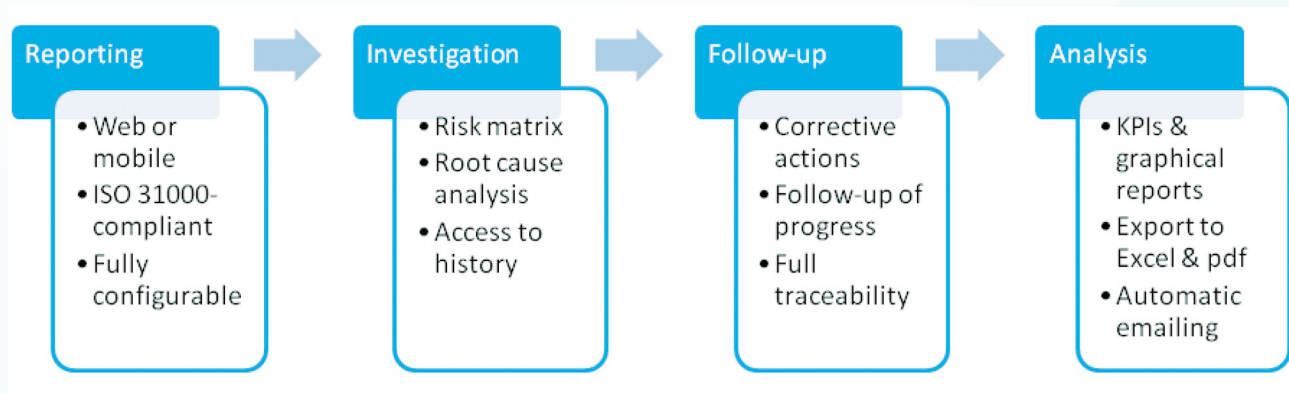 Reporting
• Web or
mobile
• ISO 31000-
compliant
• Fully
configurable
Investigation
• Risk matrix
• Root cause
analysis
• Access to
history
Follow-up
• Corrective
actions
• Follow-up of
progress
• Full
traceability
Analysis
• KPIs &
graphical
reports
• Export to
Excel & pdf
• Automatic
emailing